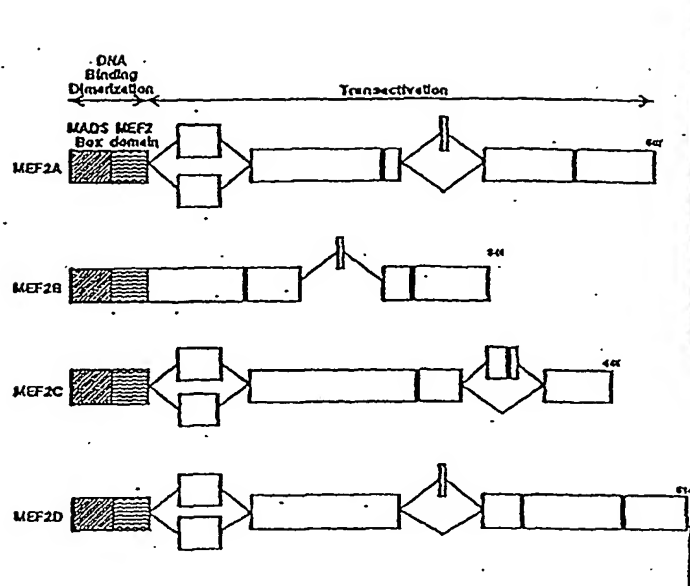 DNA
Binding
Dimerization
Transactivation
MADS MEF2
Box domain
MEF2A
MEF2B
MEF2C
MEF2D